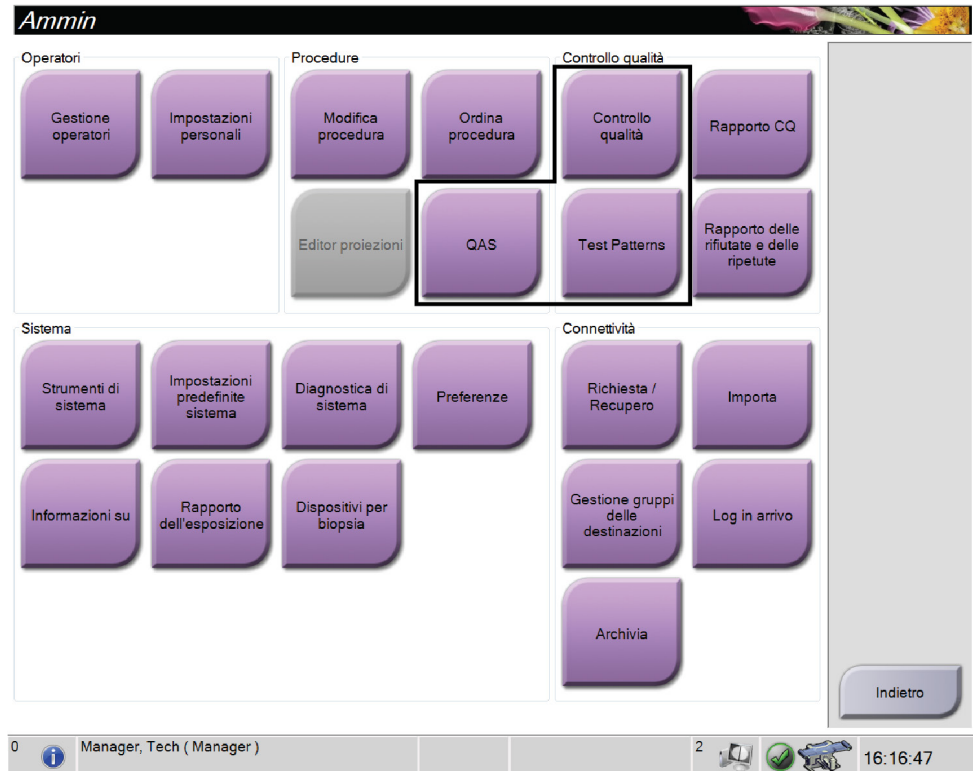 Ammin
Operatori
Gestione
operatori
Impostazioni
personali
Procedure
Modifica
procedura
Ordina
procedura
Editor proiezioni
QAS
Controllo qualità
Controllo
qualità
Rapporto CQ
Test Patterns
Rapporto delle
rifiutate e delle
ripetute
Sistema
Strumenti di
sistema
Impostazioni
predefinite
sistema
Diagnostica di
sistema
Preferenze
Informazioni su
Rapporto
dell'esposizione
Dispositivi per
biopsia
Connettività
Richiesta /
Recupero
Importa
Gestione gruppi
delle
destinazioni
Log in arrivo
Archivia
Indietro
0
Manager, Tech ( Manager )
2
16:16:47